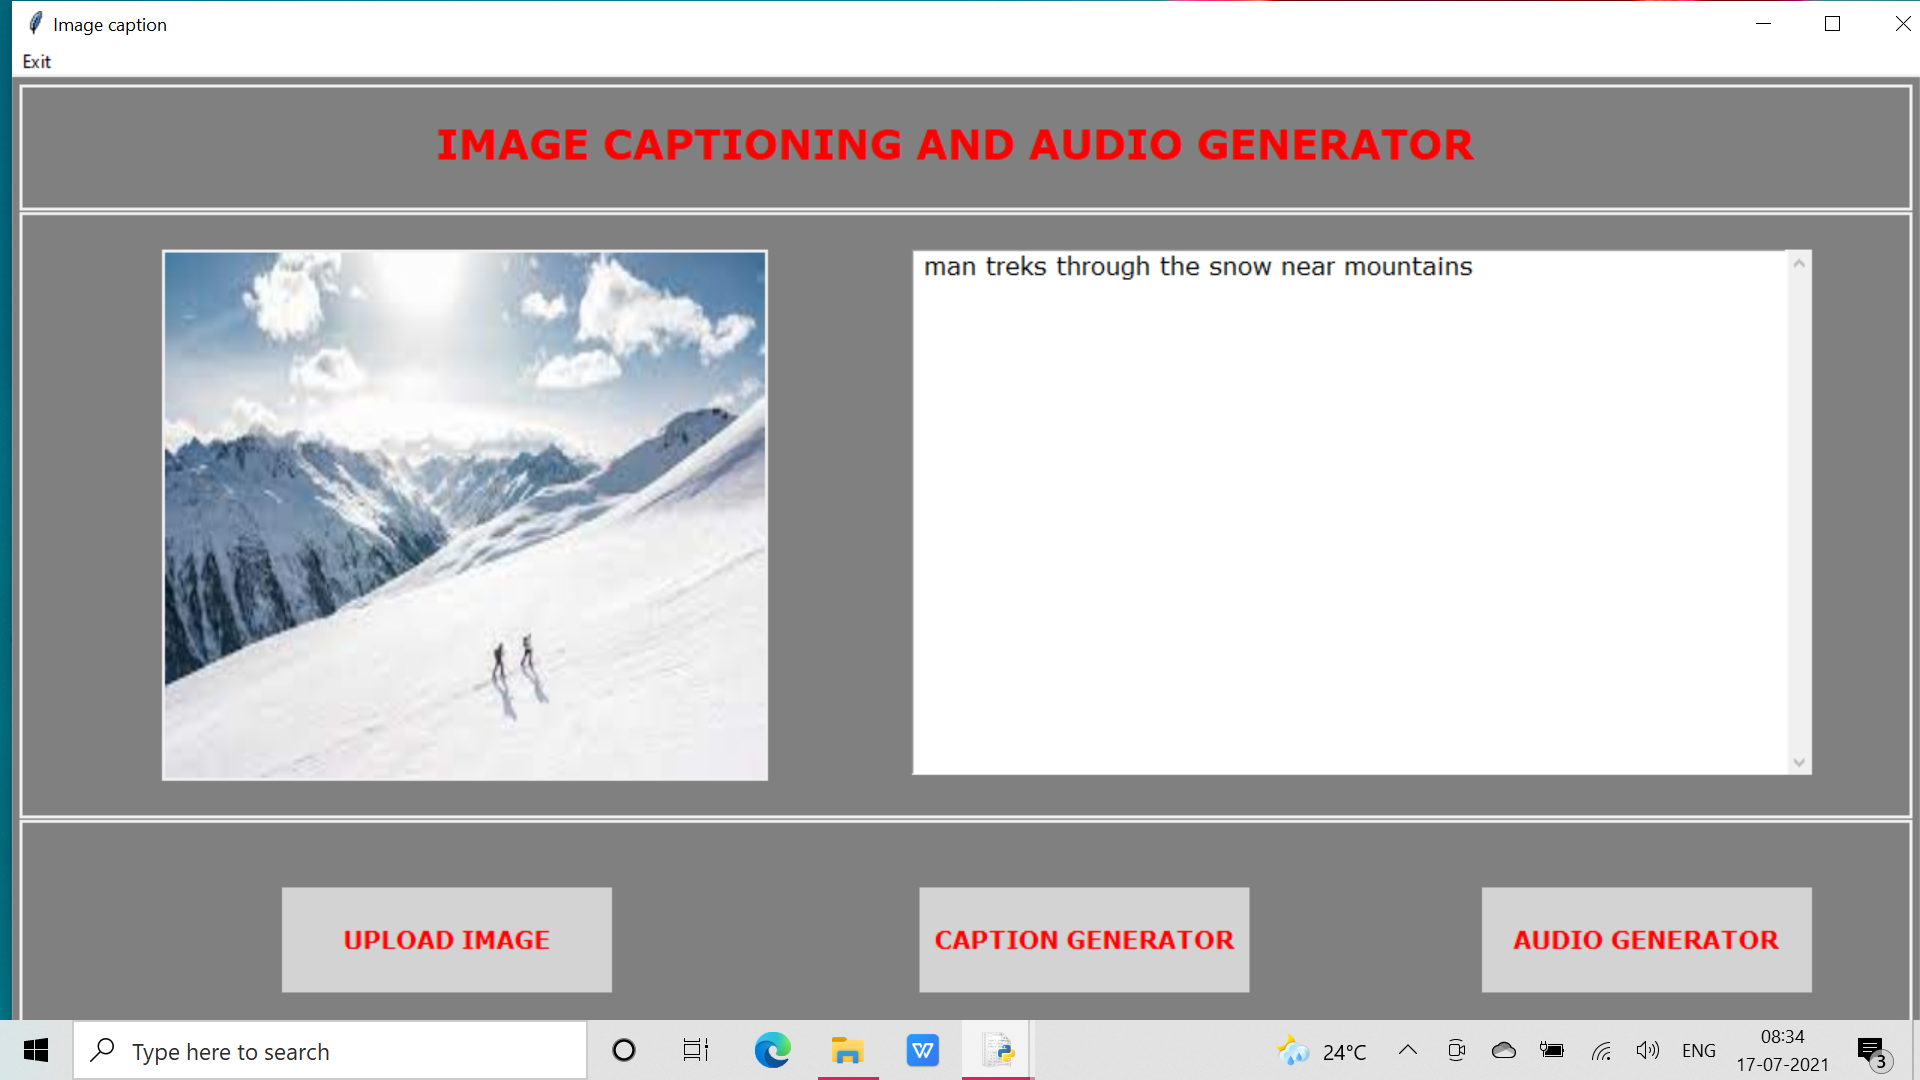 Image caption
Exit
IMAGE CAPTIONING AND AUDIO GENERATOR
man treks through the snow near mountains
UPLOAD IMAGE
CAPTION GENERATOR
AUDIO GENERATOR
Type here to search
24°C
ENG
08:34
17-07-2021
3